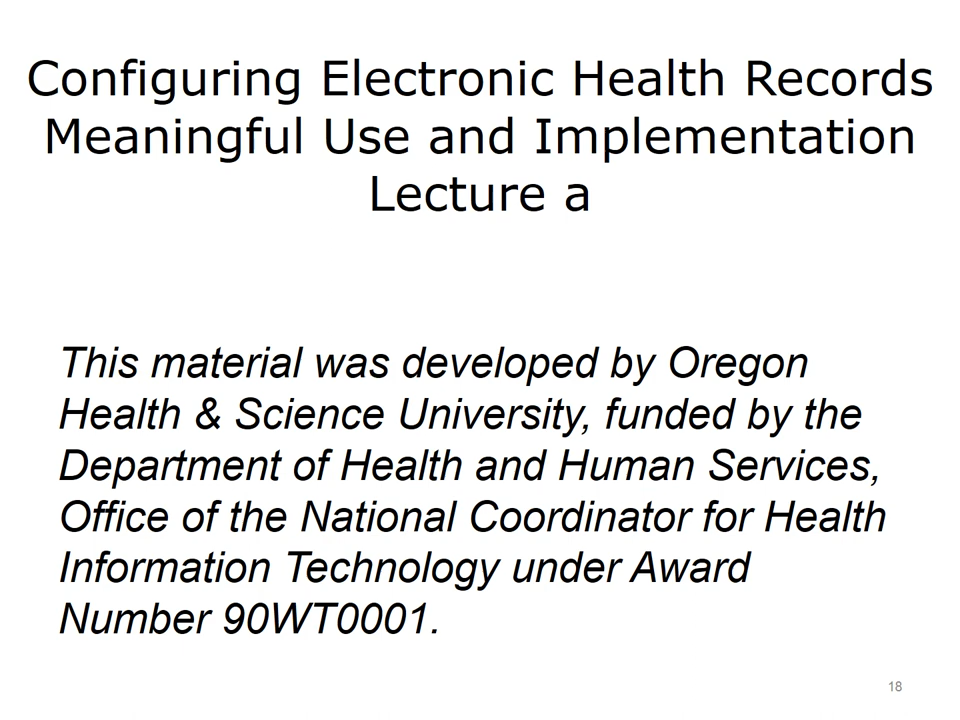 Configuring Electronic Health Records
Meaningful Use and Implementation
Lecture a
This material was developed by Oregon
Health & Science University, funded by the
Department of Health and Human Services,
Office of the National Coordinator for Health
Information Technology under Award
Number 90WT0001.
18